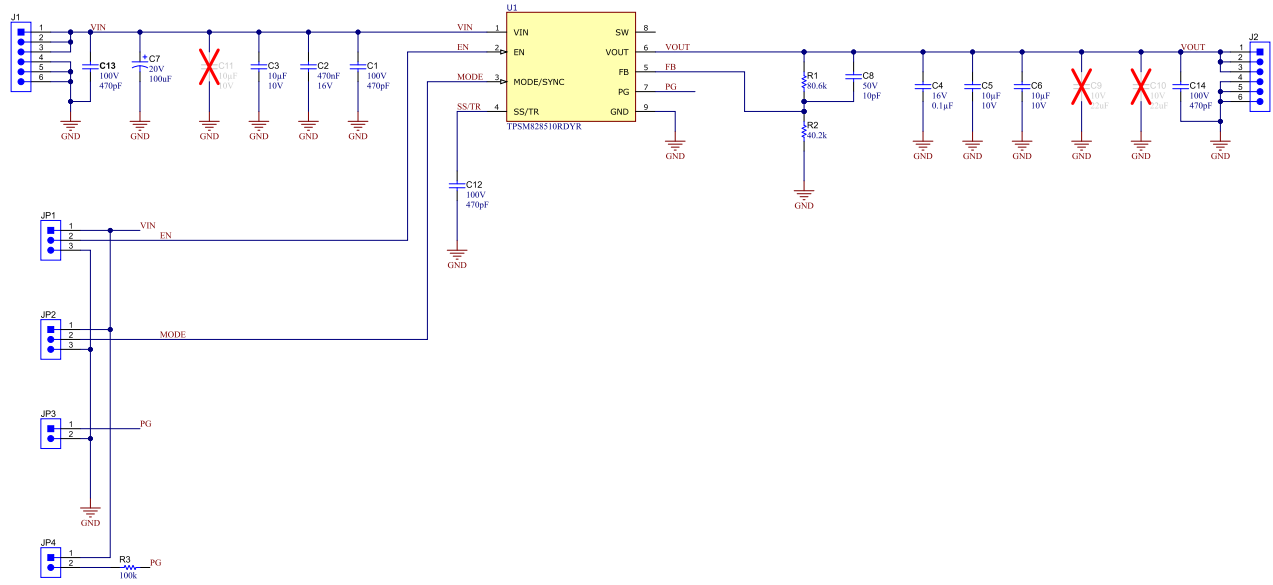 J1
1
2
3
4
5
6
VIN
C13
100V
470pF
C7
20V
100uF
C11
10µF
10V
C3
10µF
10V
C2
470nF
16V
C1
100V
470pF
GND
GND
GND
GND
GND
GND
U1
VIN 1 VIN
EN 2 EN
MODE 3 MODE/SYNC
SS/TR 4 SS/TR
SW 8
VOUT 6 VOUT
FB 5 FB
PG 7 PG
GND 9
TPSM828510RDYR
GND
C12
100V
470pF
GND
R1
80.6k
C8
50V
10pF
R2
40.2k
GND
C4
16V
0.1µF
C5
10µF
10V
C6
10µF
10V
C9
10V
22uF
C10
10V
22uF
C14
100V
470pF
VOUT
J2
1
2
3
4
5
6
GND
GND
GND
GND
GND
GND
JP1
1 VIN
2 EN
3
JP2
1
2 MODE
3
JP3
1 PG
2
GND
JP4
1
2
R3
100k
PG